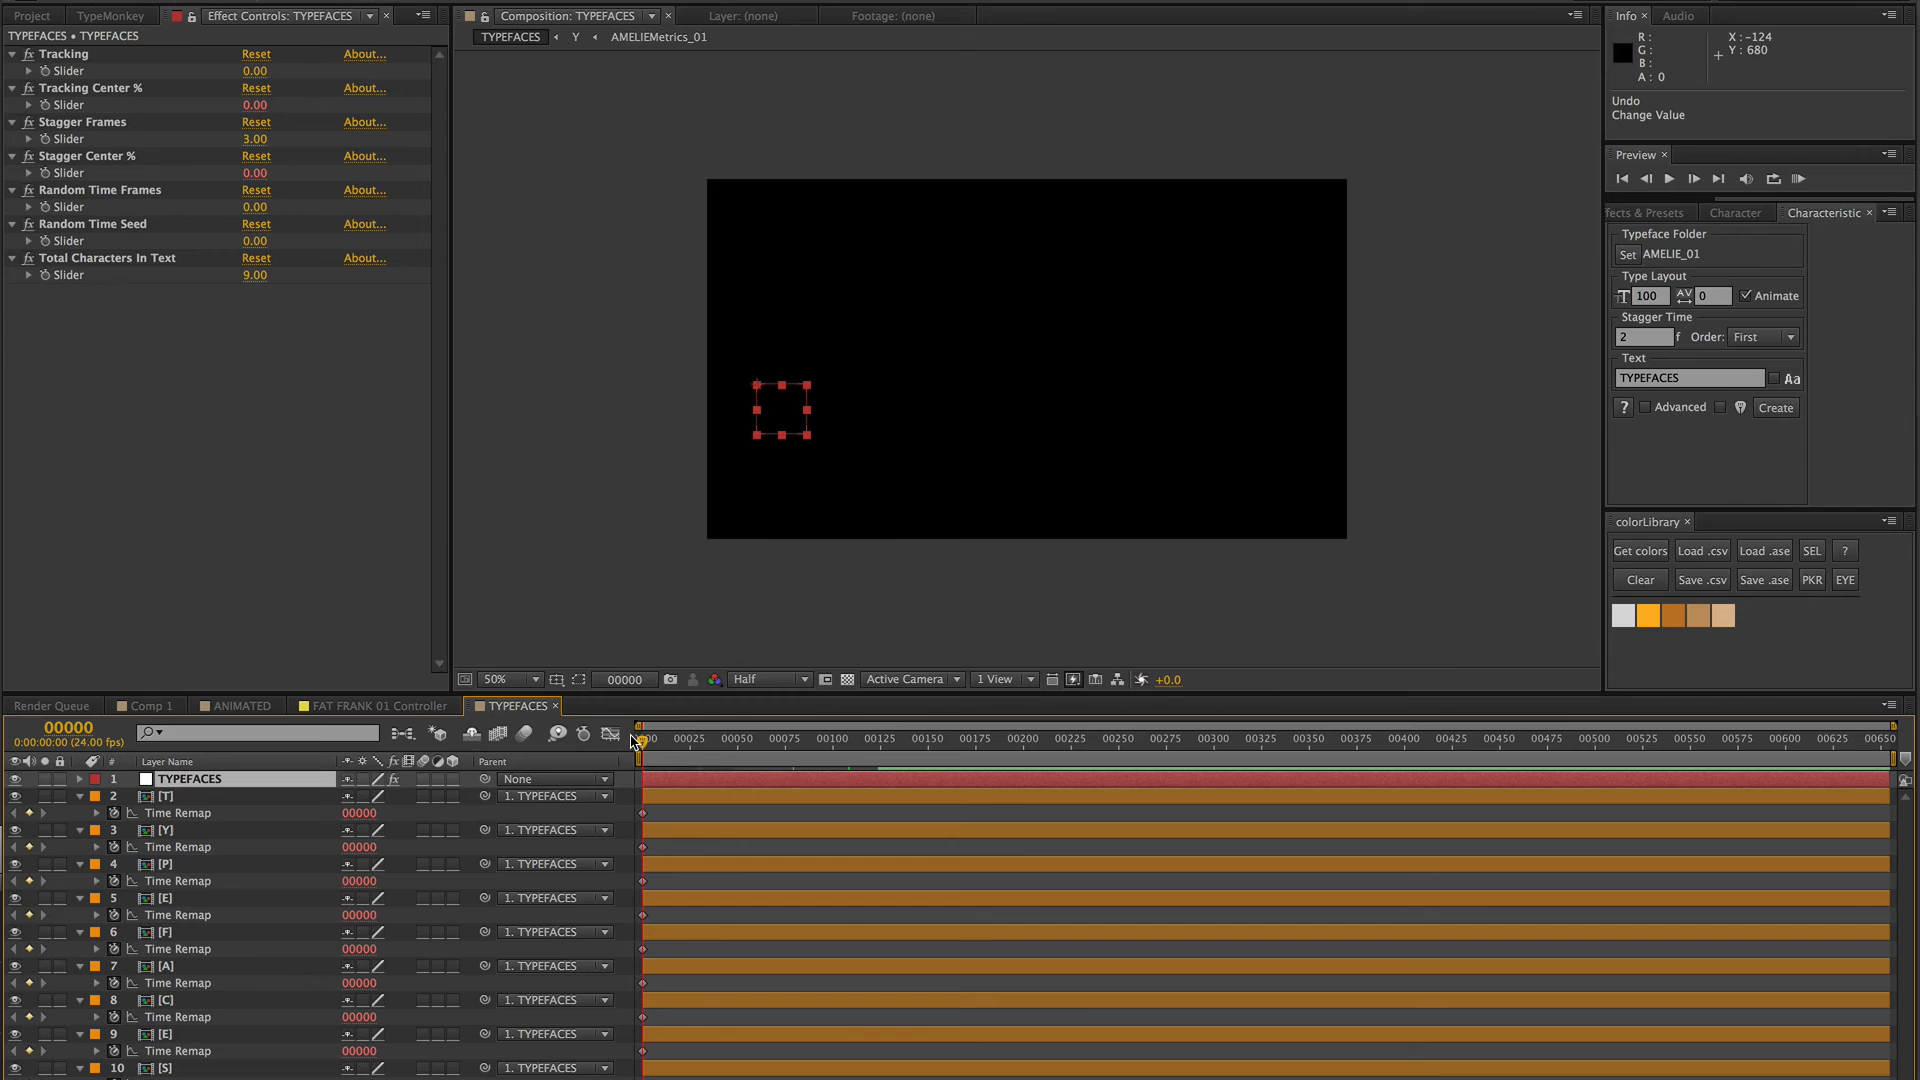 Project TypeMonkey Effect Controls: TYPEFACES
TYPEFACES • TYPEFACES
Tracking Reset About...
Slider 0.00
Tracking Center % Reset About...
Slider 0.00
Stagger Frames Reset About...
Slider 3.00
Stagger Center % Reset About...
Slider 0.00
Random Time Frames Reset About...
Slider 0.00
Random Time Seed Reset About...
Slider 0.00
Total Characters In Text Reset About...
Slider 9.00
Composition: TYPEFACES Layer: (none) Footage: (none)
TYPEFACES Y AMELIEMetrics_01
50% 00000 Half Active Camera 1 View +0.0
Info Audio
R: X: -124
G: Y: 680
B:
A: 0
Undo
Change Value
Preview
ffects & Presets Character Characteristic
Typeface Folder
Set AMELIE_01
Type Layout
T 100 AV 0 Animate
Stagger Time
2 f Order: First
Text
TYPEFACES Aa
? Advanced Create
colorLibrary
Get colors Load .csv Load .ase SEL ?
Clear Save .csv Save .ase PKR EYE
Render Queue Comp 1 ANIMATED FAT FRANK 01 Controller TYPEFACES
00000
0:00:00:00 (24.00 fps)
00025 00050 00075 00100 00125 00150 00175 00200 00225 00250 00275 00300 00325 00350 00375 00400 00425 00450 00475 00500 00525 00550 00575 00600 00625 00650
# Layer Name fx Parent
1 TYPEFACES fx None
2 [T] 1. TYPEFACES
Time Remap 00000
3 [Y] 1. TYPEFACES
Time Remap 00000
4 [P] 1. TYPEFACES
Time Remap 00000
5 [E] 1. TYPEFACES
Time Remap 00000
6 [F] 1. TYPEFACES
Time Remap 00000
7 [A] 1. TYPEFACES
Time Remap 00000
8 [C] 1. TYPEFACES
Time Remap 00000
9 [E] 1. TYPEFACES
Time Remap 00000
10 [S] 1. TYPEFACES